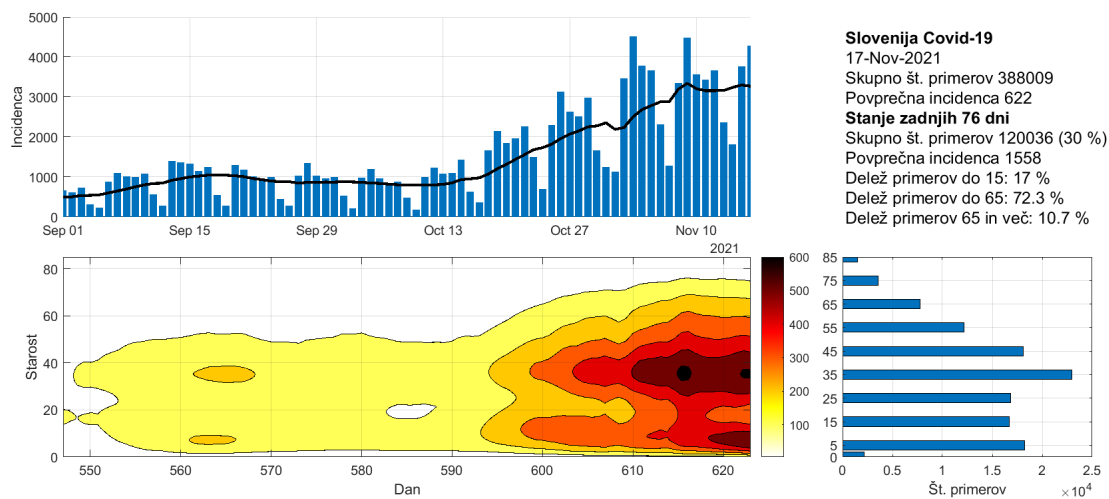 5000
4000
3000
2000
1000
0
Incidenca
Sep 01
Sep 15
Sep 29
Oct 13
Oct 27
Nov 10
2021
Slovenija Covid-19
17-Nov-2021
Skupno št. primerov 388009
Povprečna incidenca 622
Stanje zadnjih 76 dni
Skupno št. primerov 120036 (30 %)
Povprečna incidenca 1558
Delež primerov do 15: 17 %
Delež primerov do 65: 72.3 %
Delež primerov 65 in več: 10.7 %
80
60
40
20
0
Starost
550
560
570
580
590
600
610
620
Dan
600
500
400
300
200
100
85
75
65
55
45
35
25
15
5
0
0
0.5
1
1.5
2
2.5
Št. primerov
×10⁴